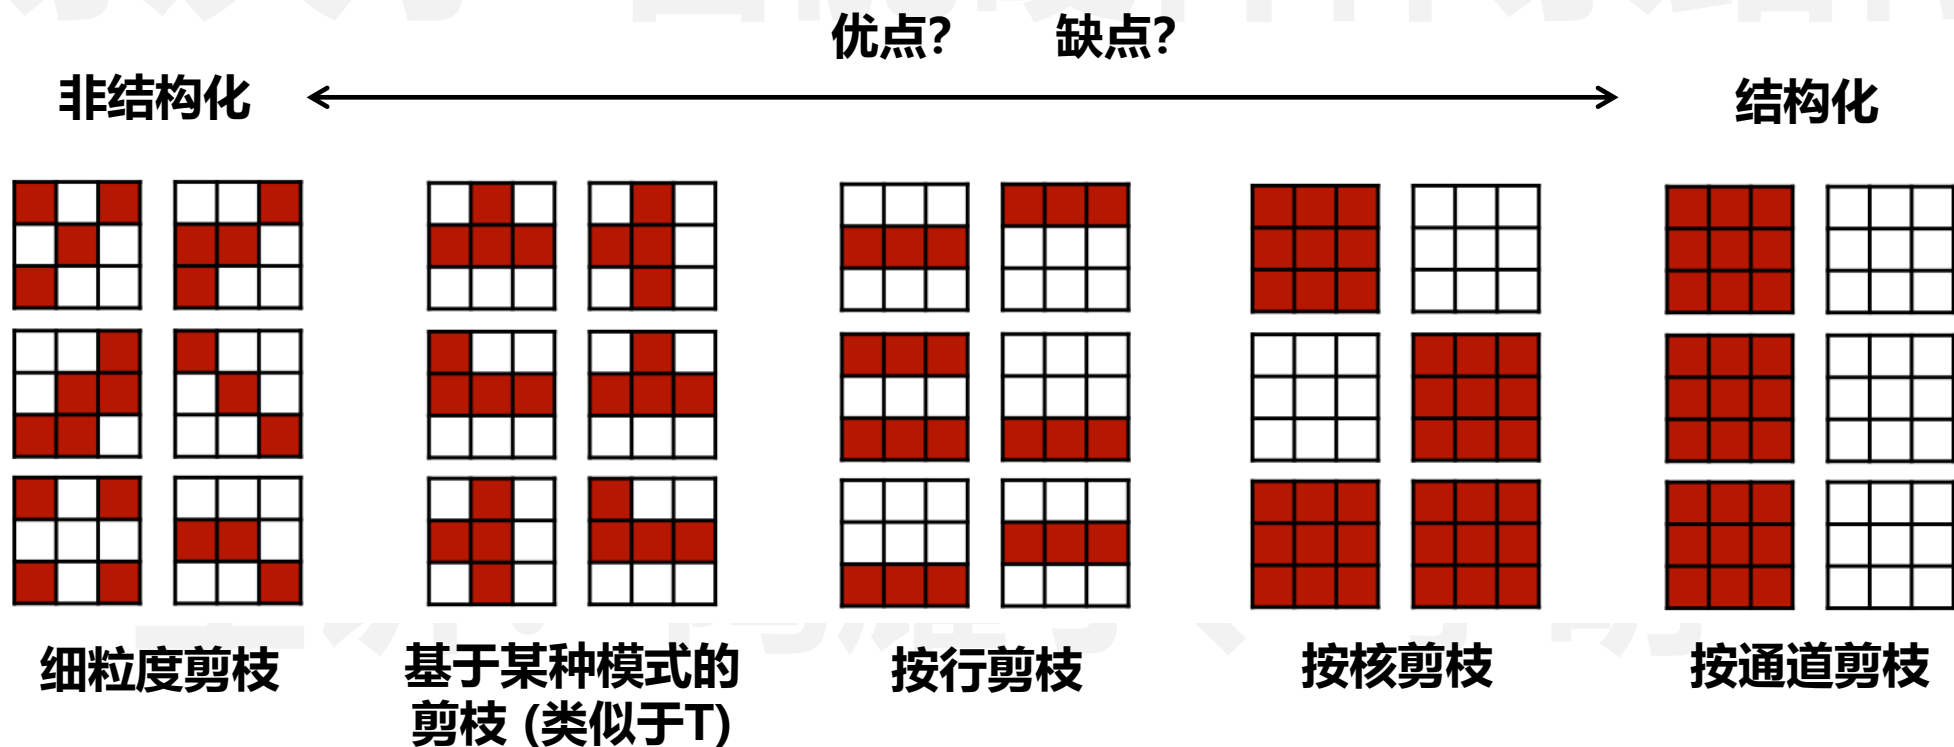 优点? 缺点?
非结构化 结构化
细粒度剪枝
基于某种模式的
剪枝 (类似于T)
按行剪枝
按核剪枝
按通道剪枝